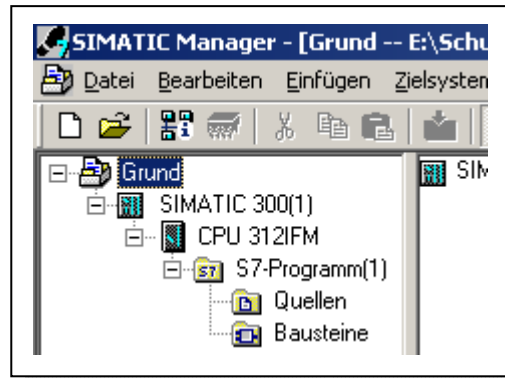 SIMATIC Manager - [Grund -- E:\Schu
Datei Bearbeiten Einfügen Zielsystem
Grund
SIM
SIMATIC 300(1)
CPU 312IFM
S7-Programm(1)
Quellen
Bausteine